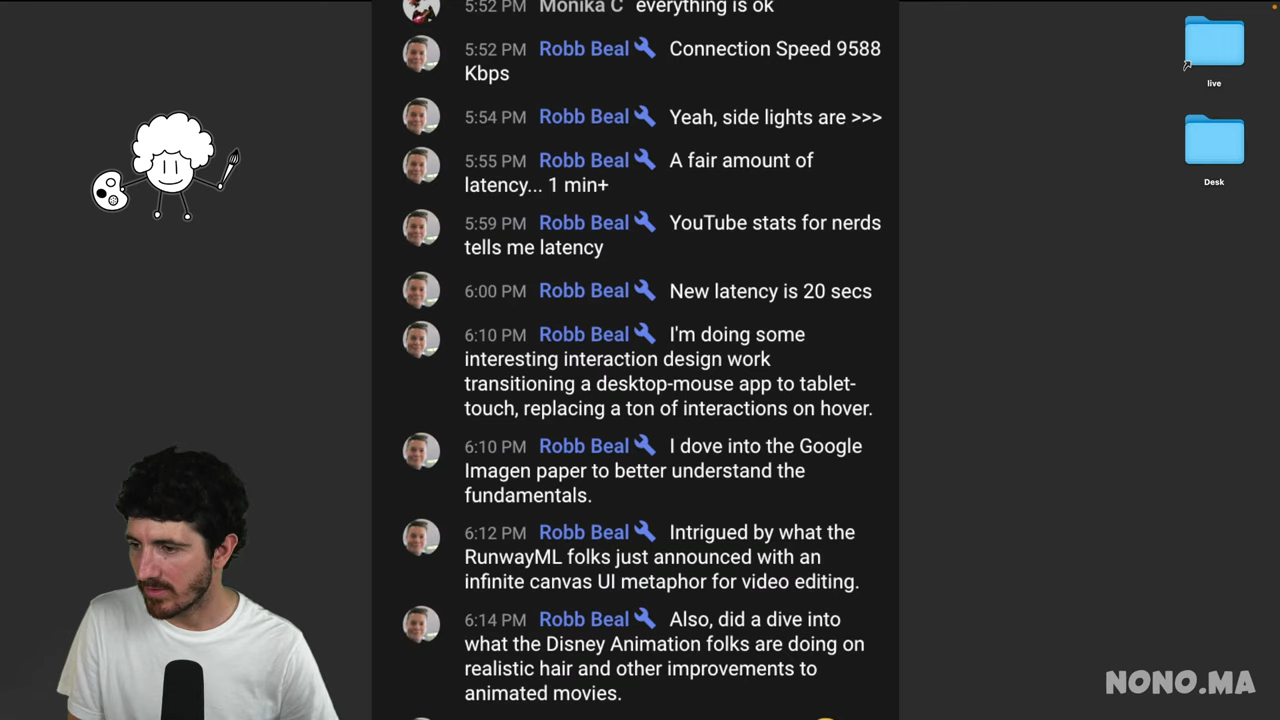 5:52 PM Monika C everything is ok
5:52 PM Robb Beal Connection Speed 9588
Kbps
5:54 PM Robb Beal Yeah, side lights are >>>
5:55 PM Robb Beal A fair amount of
latency... 1 min+
5:59 PM Robb Beal YouTube stats for nerds
tells me latency
6:00 PM Robb Beal New latency is 20 secs
6:10 PM Robb Beal I'm doing some
interesting interaction design work
transitioning a desktop-mouse app to tablet-
touch, replacing a ton of interactions on hover.
6:10 PM Robb Beal I dove into the Google
Imagen paper to better understand the
fundamentals.
6:12 PM Robb Beal Intrigued by what the
RunwayML folks just announced with an
infinite canvas UI metaphor for video editing.
6:14 PM Robb Beal Also, did a dive into
what the Disney Animation folks are doing on
realistic hair and other improvements to
animated movies.
live
Desk
NONO.MA